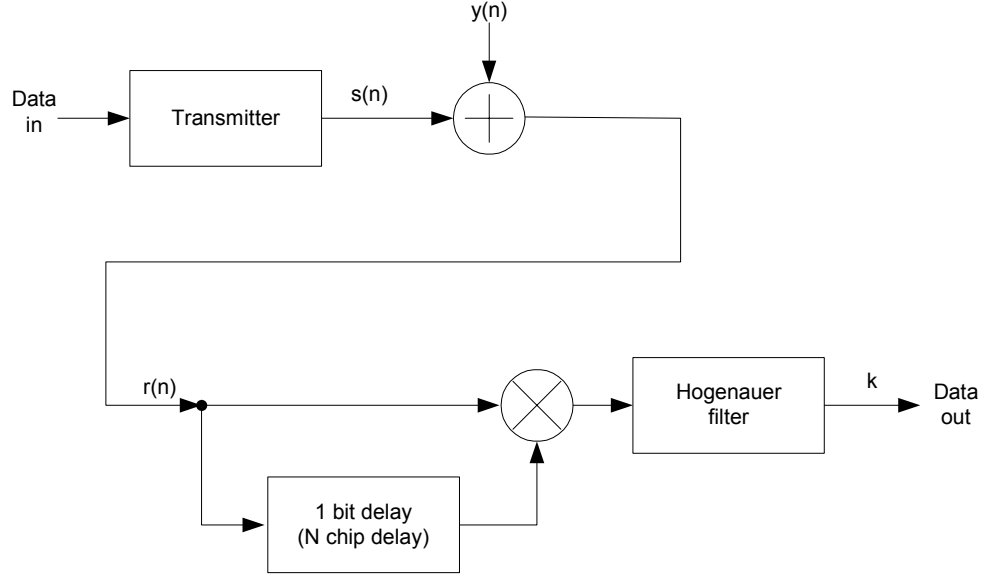 y(n)
Data
in
Transmitter
s(n)
r(n)
Hogenauer
filter
k
Data
out
1 bit delay
(N chip delay)